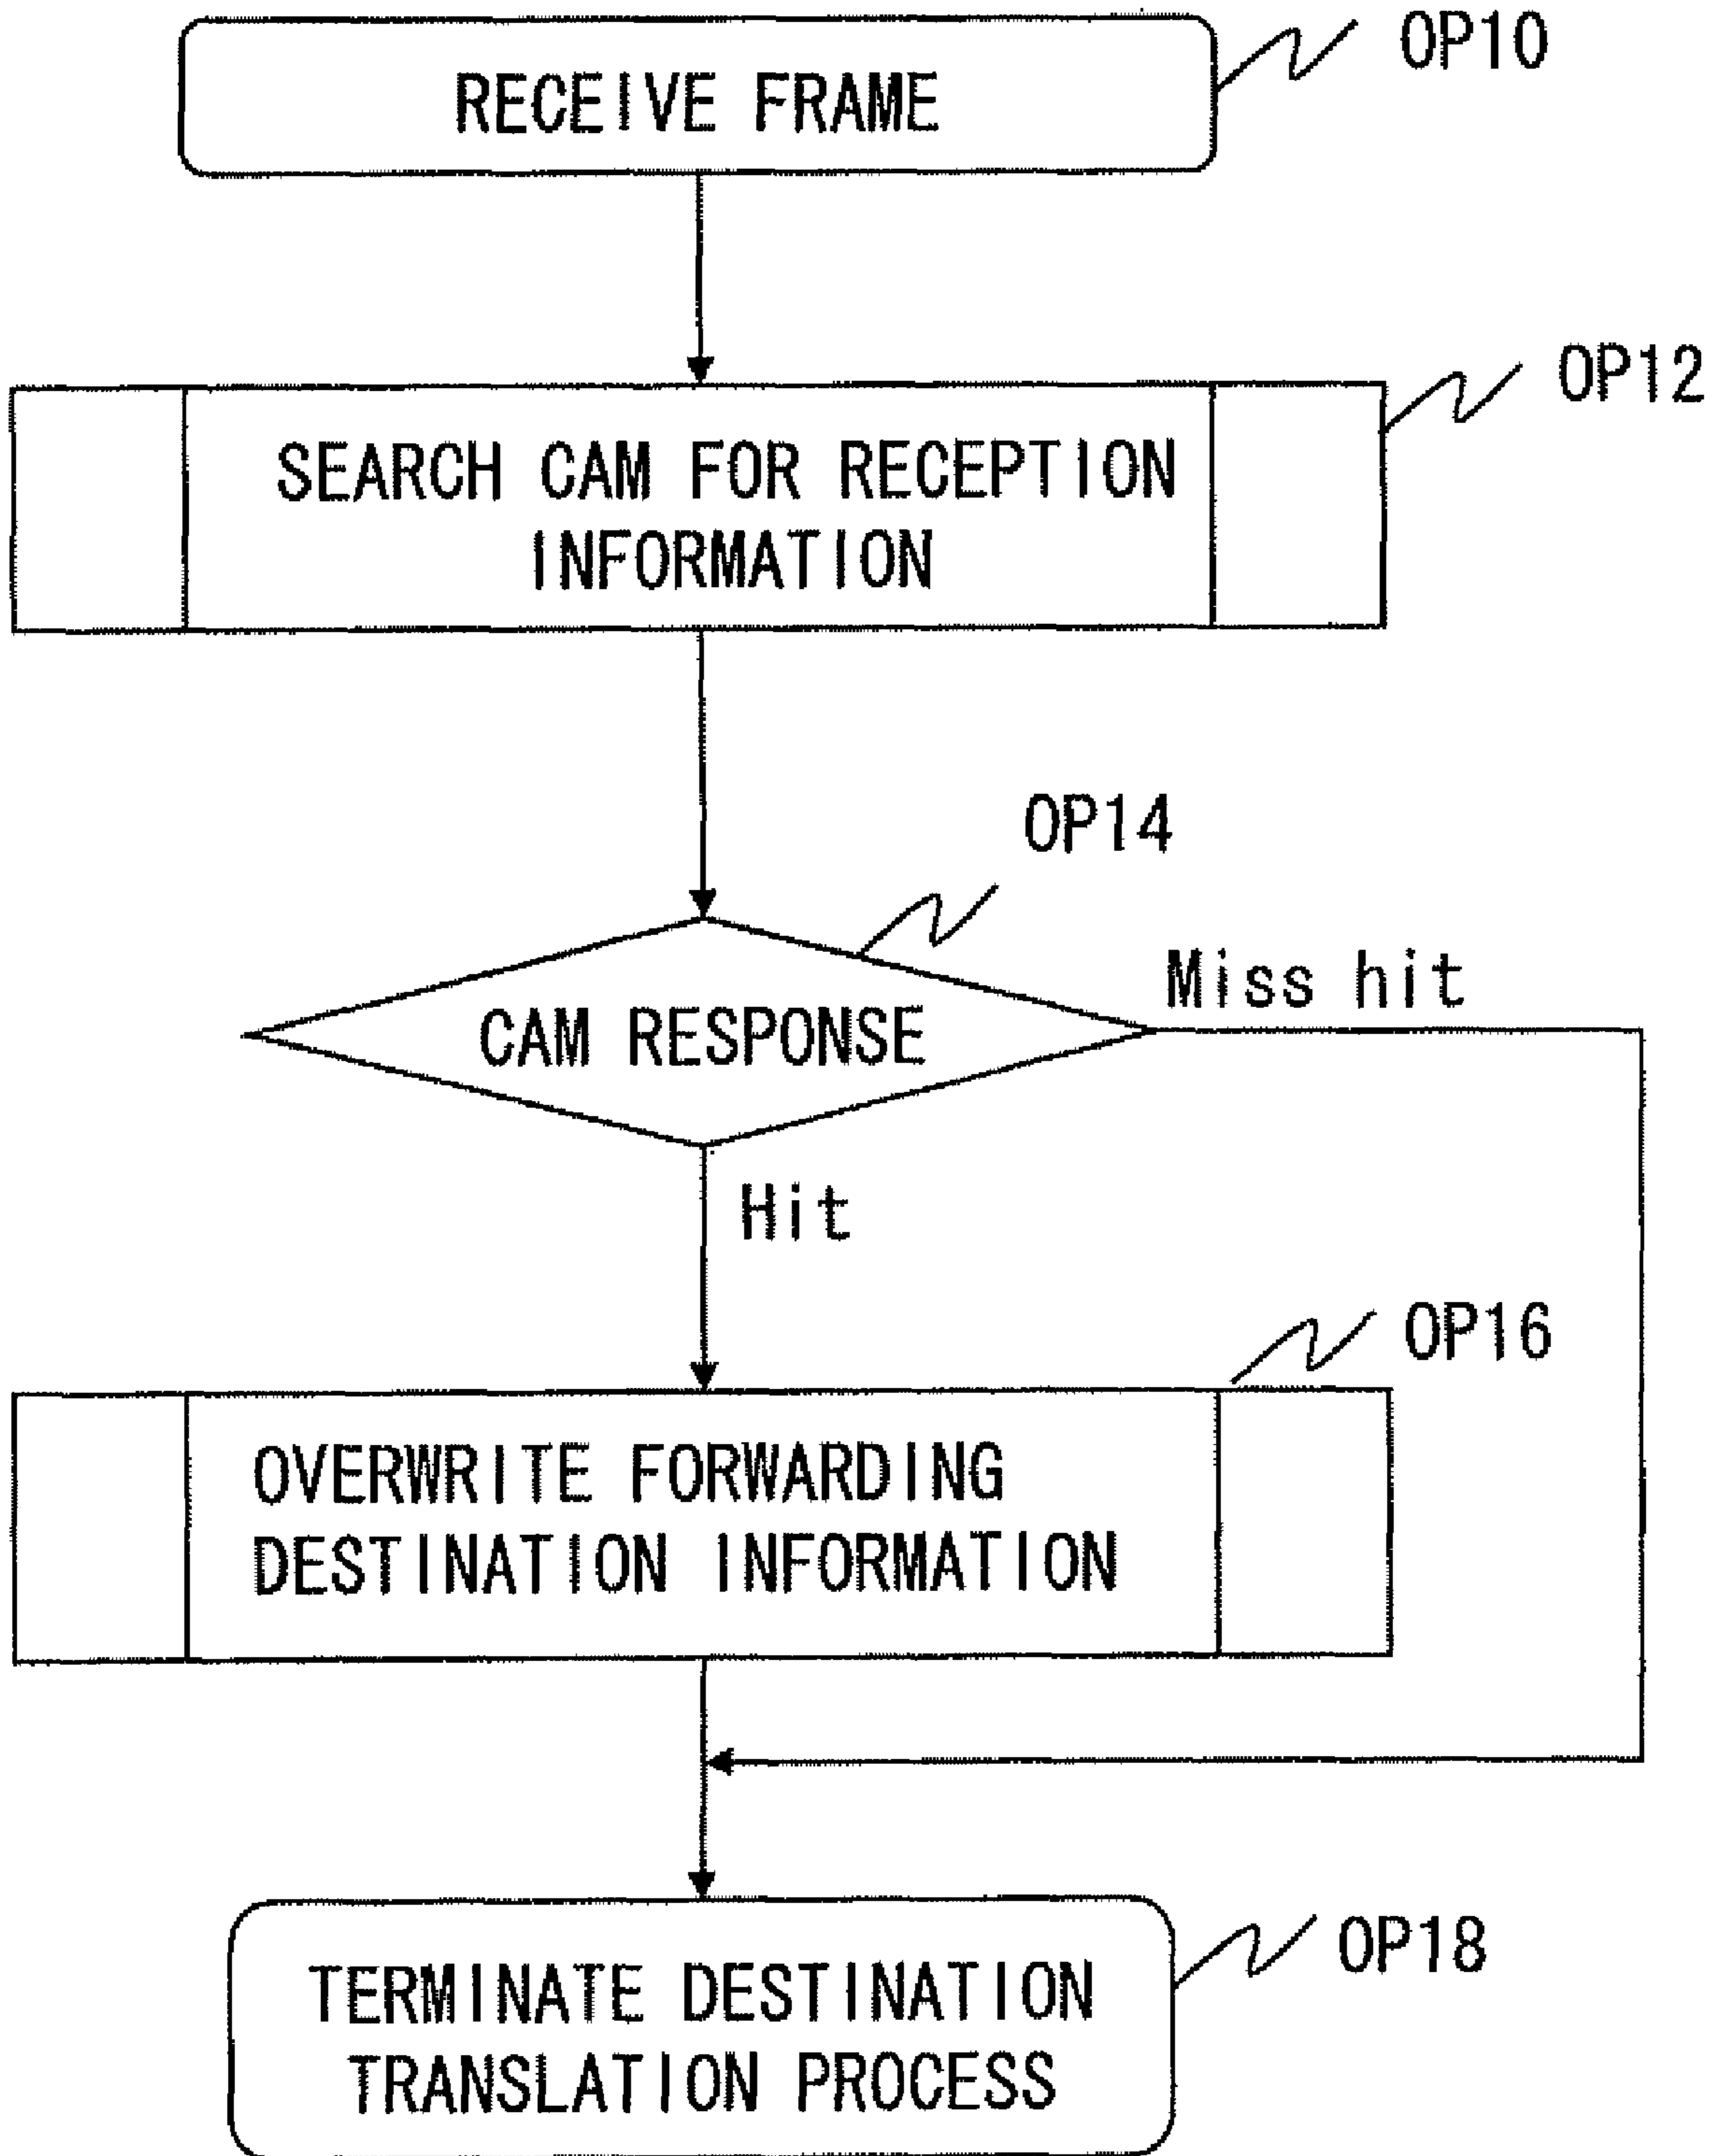 OP10
RECEIVE FRAME
OP12
SEARCH CAM FOR RECEPTION
INFORMATION
OP14
Miss hit
CAM RESPONSE
Hit
OP16
OVERWRITE FORWARDING
DESTINATION INFORMATION
OP18
TERMINATE DESTINATION
TRANSLATION PROCESS